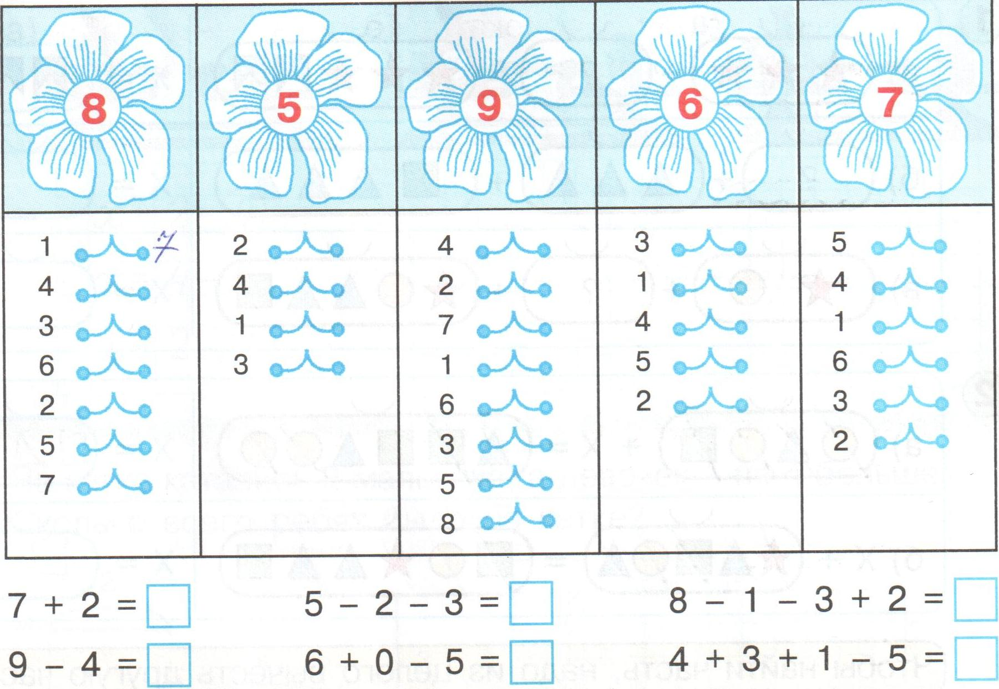 8 5 9 6 7
1 7 2 4 3 5
4 4 2 1 4
3 1 7 4 1
6 3 1 5 6
2 6 2 3
5 3 2
7 5
8
7 + 2 = 5 – 2 – 3 = 8 – 1 – 3 + 2 =
9 – 4 = 6 + 0 – 5 = 4 + 3 + 1 – 5 =